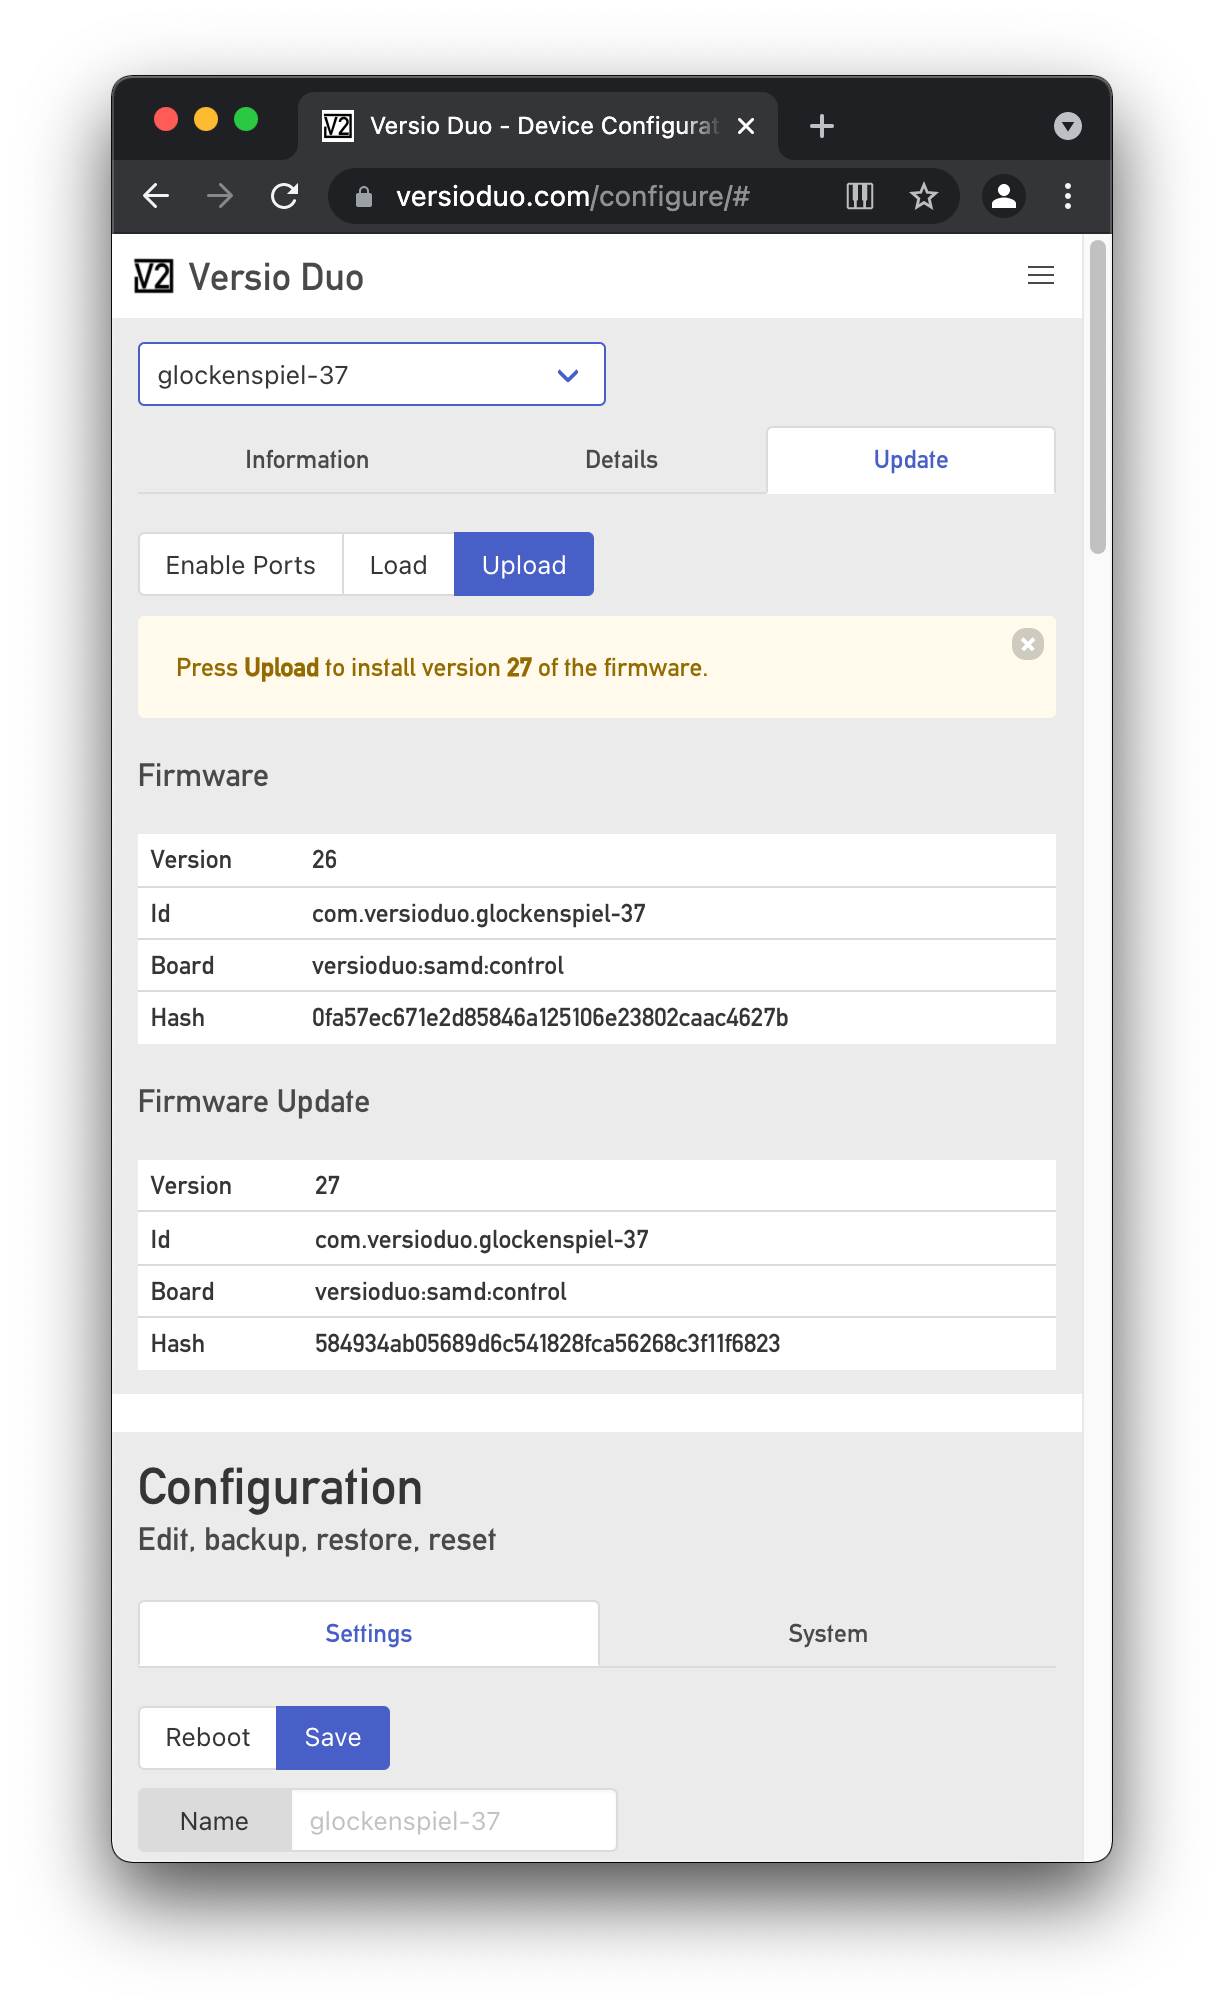 V2 Versio Duo - Device Configurat
versioduo.com/configure/#
V2 Versio Duo
glockenspiel-37
Information Details Update
Enable Ports Load Upload
Press Upload to install version 27 of the firmware.
Firmware
Version 26
Id com.versioduo.glockenspiel-37
Board versioduo:samd:control
Hash 0fa57ec671e2d85846a125106e23802caac4627b
Firmware Update
Version 27
Id com.versioduo.glockenspiel-37
Board versioduo:samd:control
Hash 584934ab05689d6c541828fca56268c3f11f6823
Configuration
Edit, backup, restore, reset
Settings System
Reboot Save
Name glockenspiel-37